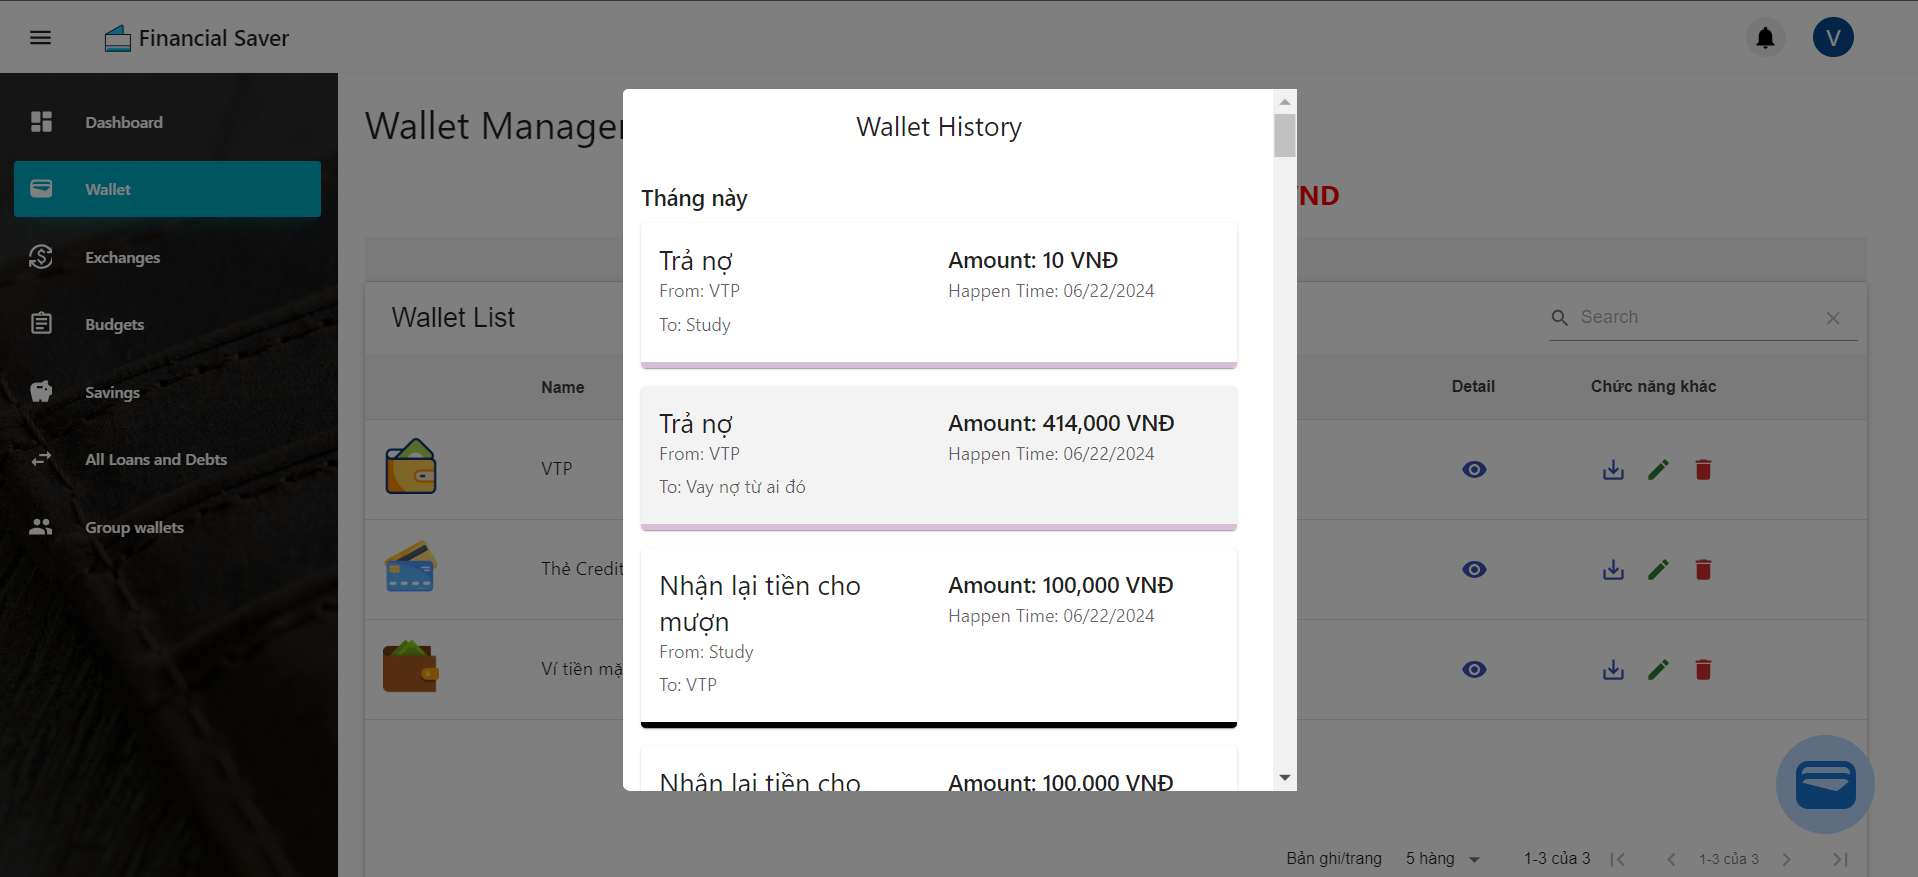 Financial Saver
V
Dashboard
Wallet
Exchanges
Budgets
Savings
All Loans and Debts
Group wallets
Wallet
VND
Wallet List
Search
Name
Detail
Chức năng khác
VTP
Thẻ Credit
Ví tiền
Bản ghi/trang
5 hàng
1-3 của 3
1-3 của 3
Wallet History
Tháng này
Trả nợ
Amount: 10 VNĐ
From: VTP
Happen Time: 06/22/2024
To: Study
Trả nợ
Amount: 414,000 VNĐ
From: VTP
Happen Time: 06/22/2024
To: Vay nợ từ ai đó
Nhận lại tiền cho
mượn
Amount: 100,000 VNĐ
Happen Time: 06/22/2024
From: Study
To: VTP
Nhận lại tiền cho
Amount: 100,000 VNĐ